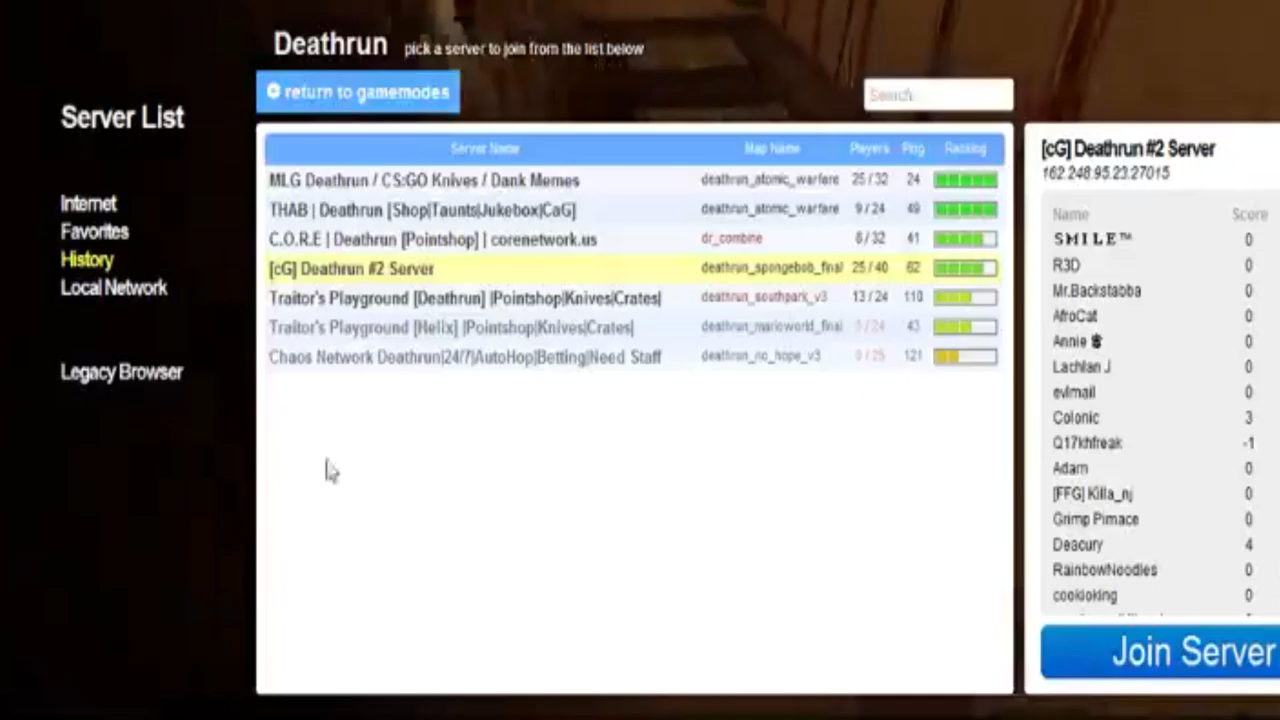 Deathrun pick a server to join from the list below
return to gamemodes
Search
Server List
Internet
Favorites
History
Local Network
Legacy Browser
Server Name Map Name Players Ping Ranking
MLG Deathrun / CS:GO Knives / Dank Memes deathrun_atomic_warfare 25 / 32 24
THAB | Deathrun [Shop|Taunts|Jukebox|CaG] deathrun_atomic_warfare 9 / 24 49
C.O.R.E | Deathrun [Pointshop] | corenetwork.us dr_combine 6 / 32 41
[cG] Deathrun #2 Server deathrun_spongebob_final 25 / 40 62
Traitor's Playground [Deathrun] |Pointshop|Knives|Crates| deathrun_southpark_v3 13 / 24 110
Traitor's Playground [Helix] |Pointshop|Knives|Crates| deathrun_marioworld_final 0 / 24 43
Chaos Network Deathrun|24/7|AutoHop|Betting|Need Staff deathrun_no_hope_v3 0 / 25 121
[cG] Deathrun #2 Server
162.248.95.23:27015
Name Score
SMILE™ 0
R3D 0
Mr.Backstabba 0
AfroCat 0
Annie 0
Lachlan J 0
evlmail 0
Colonic 3
Q17khfreak -1
Adam 0
[FFG] Killa_nj 0
Grimp Pimace 0
Deacury 4
RainbowNoodles 0
cookioking 0
Join Server